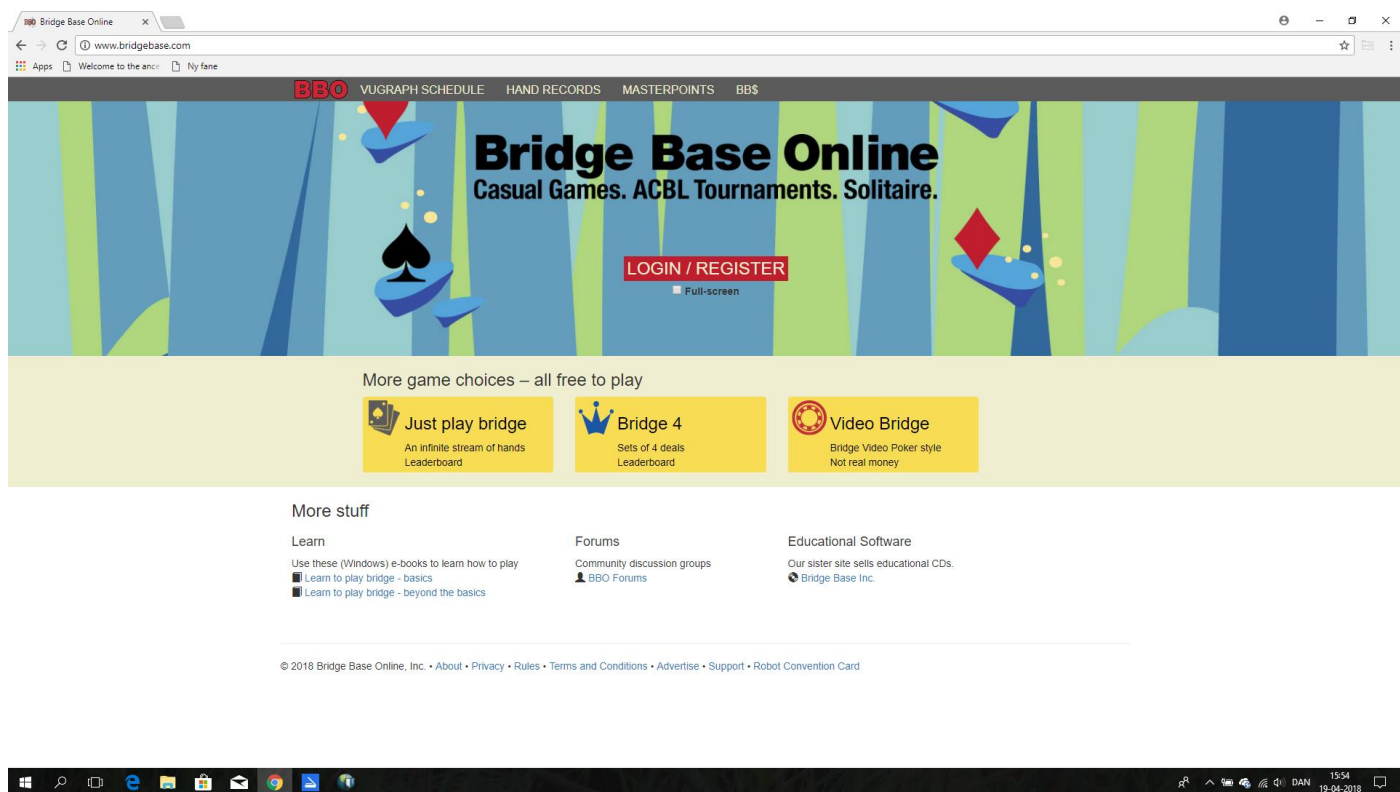 BBO Bridge Base Online
www.bridgebase.com
Apps Welcome to the ance Ny fane
BBO VUGRAPH SCHEDULE HAND RECORDS MASTERPOINTS BB$
Bridge Base Online
Casual Games. ACBL Tournaments. Solitaire.
LOGIN / REGISTER
Full-screen
More game choices – all free to play
Just play bridge
An infinite stream of hands
Leaderboard
Bridge 4
Sets of 4 deals
Leaderboard
Video Bridge
Bridge Video Poker style
Not real money
More stuff
Learn
Use these (Windows) e-books to learn how to play
Learn to play bridge - basics
Learn to play bridge - beyond the basics
Forums
Community discussion groups
BBO Forums
Educational Software
Our sister site sells educational CDs.
Bridge Base Inc.
© 2018 Bridge Base Online, Inc. • About • Privacy • Rules • Terms and Conditions • Advertise • Support • Robot Convention Card
DAN 15:54
19-04-2018